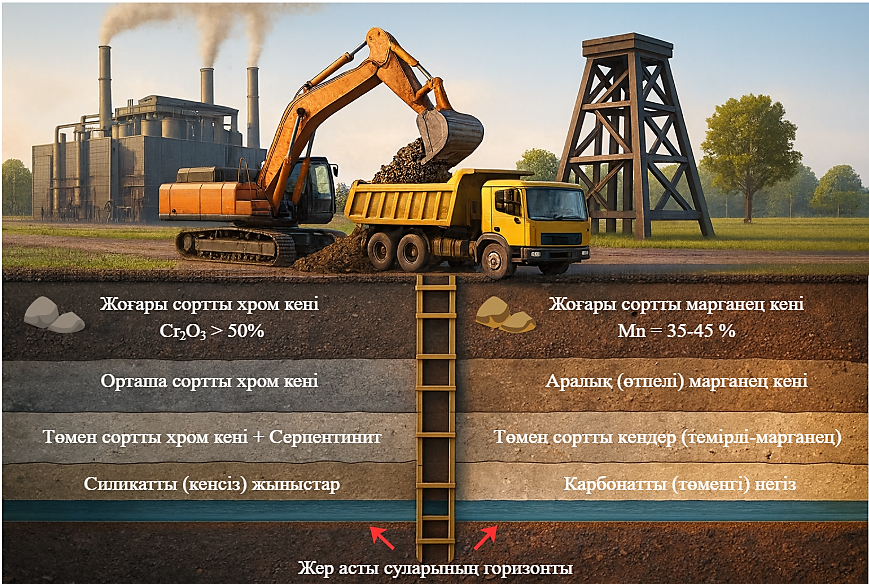 Жоғары сортты хром кені
Cr₂O₃ > 50%
Жоғары сортты марганец кені
Mn = 35-45 %
Орташа сортты хром кені
Аралық (өтпелі) марганец кені
Төмен сортты хром кені + Серпентинит
Төмен сортты кендер (темірлі-марганец)
Силикатты (кенсіз) жыныстар
Карбонатты (төменгі) негіз
Жер асты суларының горизонты